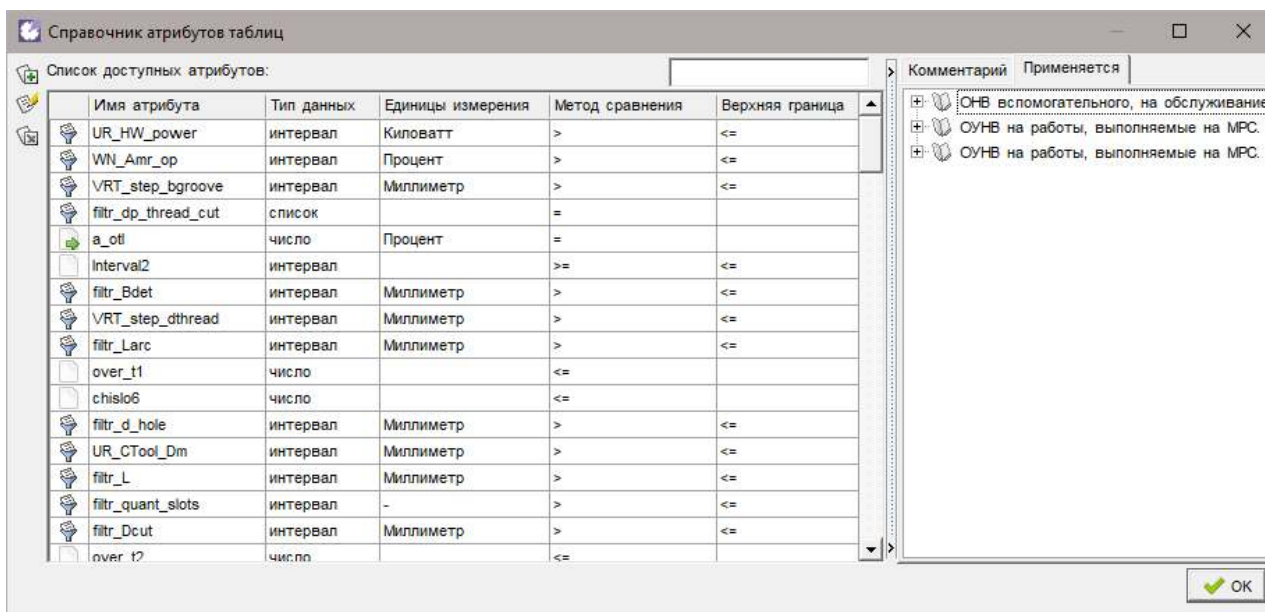 Справочник атрибутов таблиц
Список доступных атрибутов:
Комментарий Применяется
Имя атрибута Тип данных Единицы измерения Метод сравнения Верхняя граница
UR_HW_power интервал Киловатт > <=
WN_Amr_op интервал Процент > <=
VRT_step_bgroove интервал Миллиметр > <=
filtr_dp_thread_cut список =
a_otl число Процент =
Interval2 интервал >= <=
filtr_Bdet интервал Миллиметр > <=
VRT_step_dthread интервал Миллиметр > <=
filtr_Larc интервал Миллиметр > <=
over_t1 число <=
chislo6 число <=
filtr_d_hole интервал Миллиметр > <=
UR_CTool_Dm интервал Миллиметр > <=
filtr_L интервал Миллиметр > <=
filtr_quant_slots интервал - > <=
filtr_Dcut интервал Миллиметр > <=
over_t2 число <=
ОНВ вспомогательного, на обслуживание
ОУНВ на работы, выполняемые на МРС.
ОУНВ на работы, выполняемые на МРС.
OK